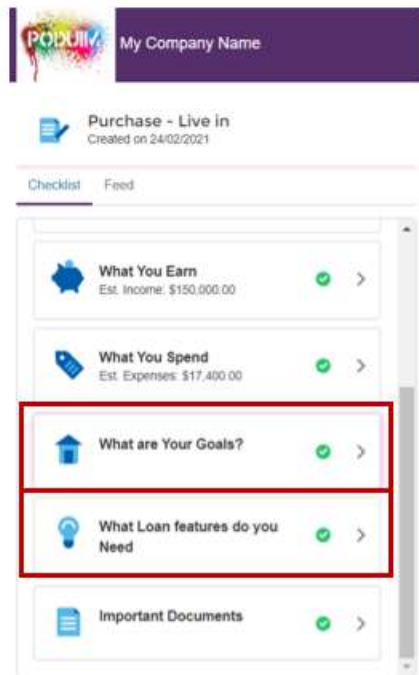 PODIUM
My Company Name
Purchase - Live in
Created on 24/02/2021
Checklist Feed
What You Earn
Est. Income: $150,000.00
What You Spend
Est. Expenses: $17,400.00
What are Your Goals?
What Loan features do you
Need
Important Documents